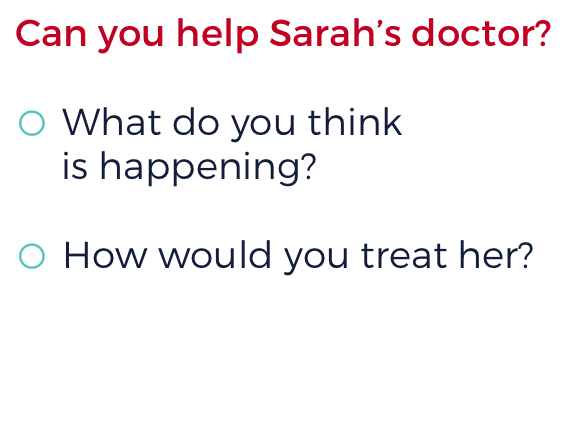 Can you help Sarah’s doctor?
What do you think
is happening?
How would you treat her?